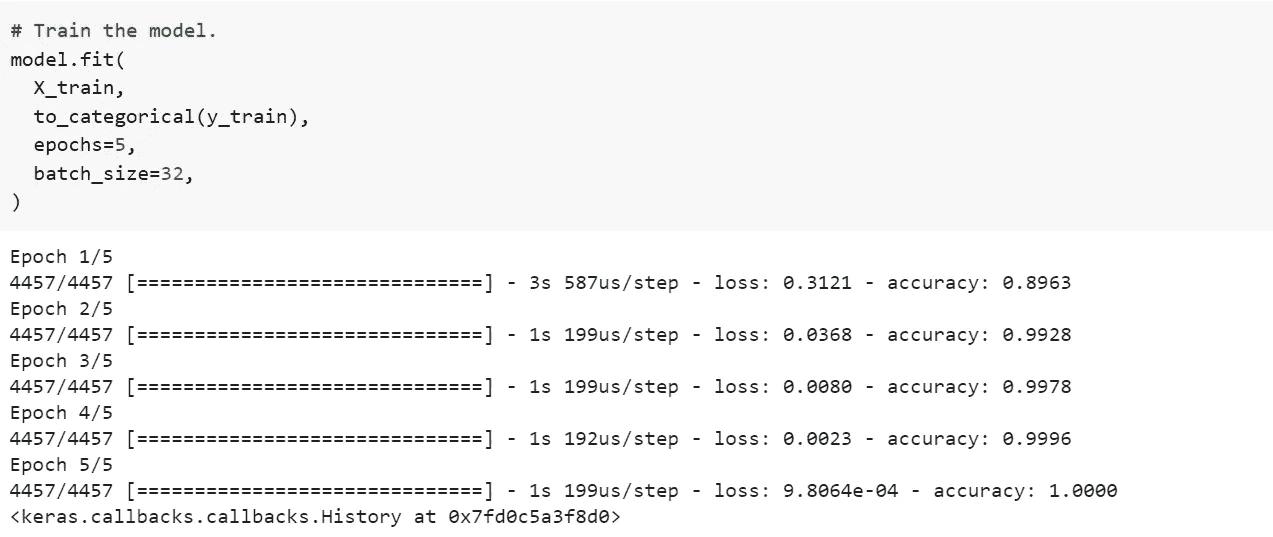 # Train the model.
model.fit(
  X_train,
  to_categorical(y_train),
  epochs=5,
  batch_size=32,
)
Epoch 1/5
4457/4457 [==============================] - 3s 587us/step - loss: 0.3121 - accuracy: 0.8963
Epoch 2/5
4457/4457 [==============================] - 1s 199us/step - loss: 0.0368 - accuracy: 0.9928
Epoch 3/5
4457/4457 [==============================] - 1s 199us/step - loss: 0.0080 - accuracy: 0.9978
Epoch 4/5
4457/4457 [==============================] - 1s 192us/step - loss: 0.0023 - accuracy: 0.9996
Epoch 5/5
4457/4457 [==============================] - 1s 199us/step - loss: 9.8064e-04 - accuracy: 1.0000
<keras.callbacks.callbacks.History at 0x7fd0c5a3f8d0>